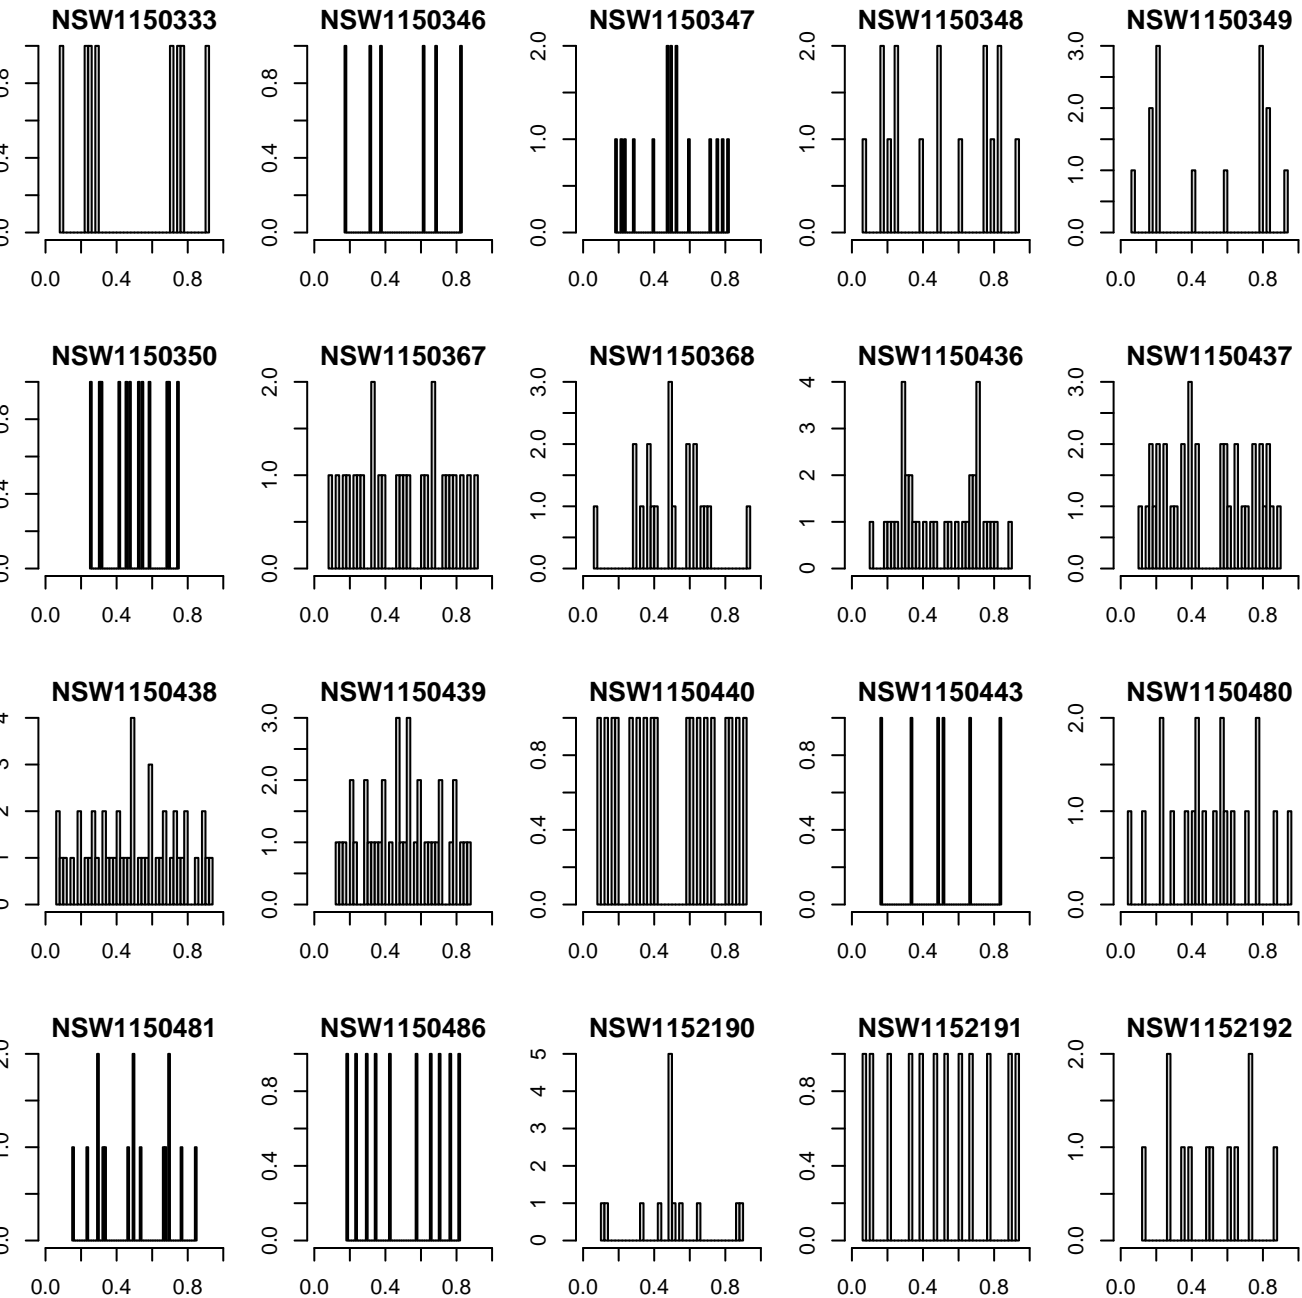 NSW1150333 NSW1150346 NSW1150347 NSW1150348 NSW1150349
0.0 0.4 0.8 0.0 0.4 0.8 0.0 1.0 2.0 0.0 1.0 2.0 0.0 1.0 2.0 3.0
0.0 0.4 0.8 0.0 0.4 0.8 0.0 0.4 0.8 0.0 0.4 0.8 0.0 0.4 0.8
NSW1150350 NSW1150367 NSW1150368 NSW1150436 NSW1150437
0.0 0.4 0.8 0.0 1.0 2.0 0.0 1.0 2.0 3.0 0 1 2 3 4 0.0 1.0 2.0 3.0
0.0 0.4 0.8 0.0 0.4 0.8 0.0 0.4 0.8 0.0 0.4 0.8 0.0 0.4 0.8
NSW1150438 NSW1150439 NSW1150440 NSW1150443 NSW1150480
0 1 2 3 4 0.0 1.0 2.0 3.0 0.0 0.4 0.8 0.0 0.4 0.8 0.0 1.0 2.0
0.0 0.4 0.8 0.0 0.4 0.8 0.0 0.4 0.8 0.0 0.4 0.8 0.0 0.4 0.8
NSW1150481 NSW1150486 NSW1152190 NSW1152191 NSW1152192
0.0 1.0 2.0 0.0 0.4 0.8 0 1 2 3 4 5 0.0 0.4 0.8 0.0 1.0 2.0
0.0 0.4 0.8 0.0 0.4 0.8 0.0 0.4 0.8 0.0 0.4 0.8 0.0 0.4 0.8